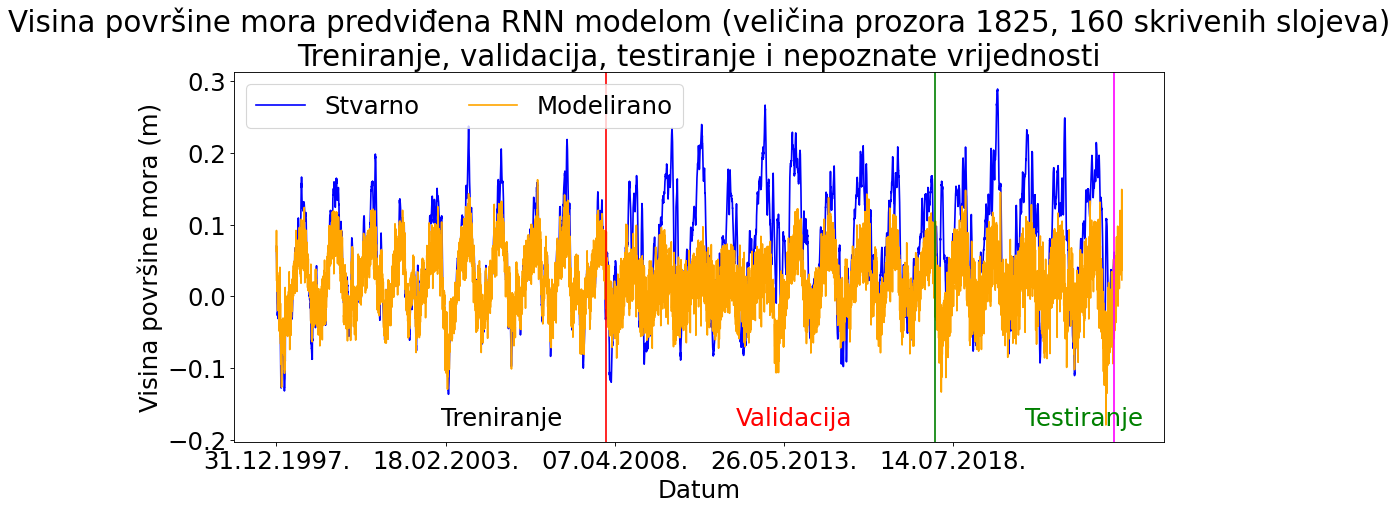 Visina površine mora predviđena RNN modelom (veličina prozora 1825, 160 skrivenih slojeva)
Treniranje, validacija, testiranje i nepoznate vrijednosti
Stvarno Modelirano
Visina površine mora (m)
0.3
0.2
0.1
0.0
−0.1
−0.2
Treniranje Validacija Testiranje
31.12.1997. 18.02.2003. 07.04.2008. 26.05.2013. 14.07.2018.
Datum